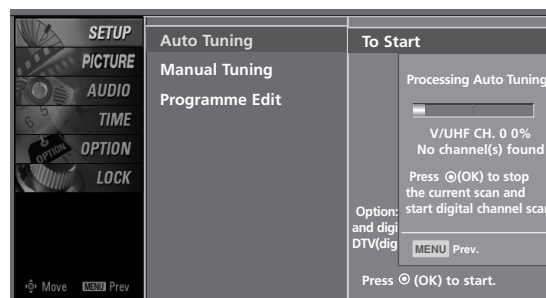 SETUP
PICTURE
AUDIO
TIME
OPTION
LOCK
Move MENU Prev
Auto Tuning
Manual Tuning
Programme Edit
To Start
Processing Auto Tuning
V/UHF CH. 0 0%
No channel(s) found
Press ⊙(OK) to stop
the current scan and
start digital channel scan
Option:
and digi
DTV(dig
MENU Prev.
Press ⊙ (OK) to start.